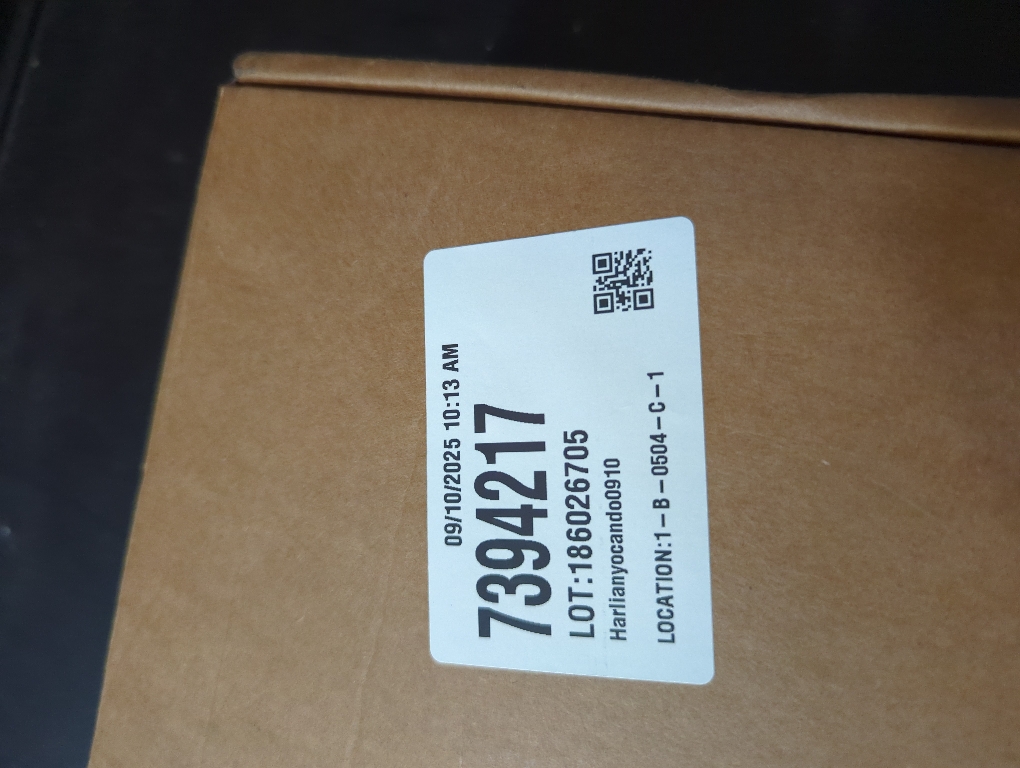 09/10/2025 10:13 AM
7394217
LOT:186026705
Harlianyocando0910
LOCATION:1-B-0504-C-1